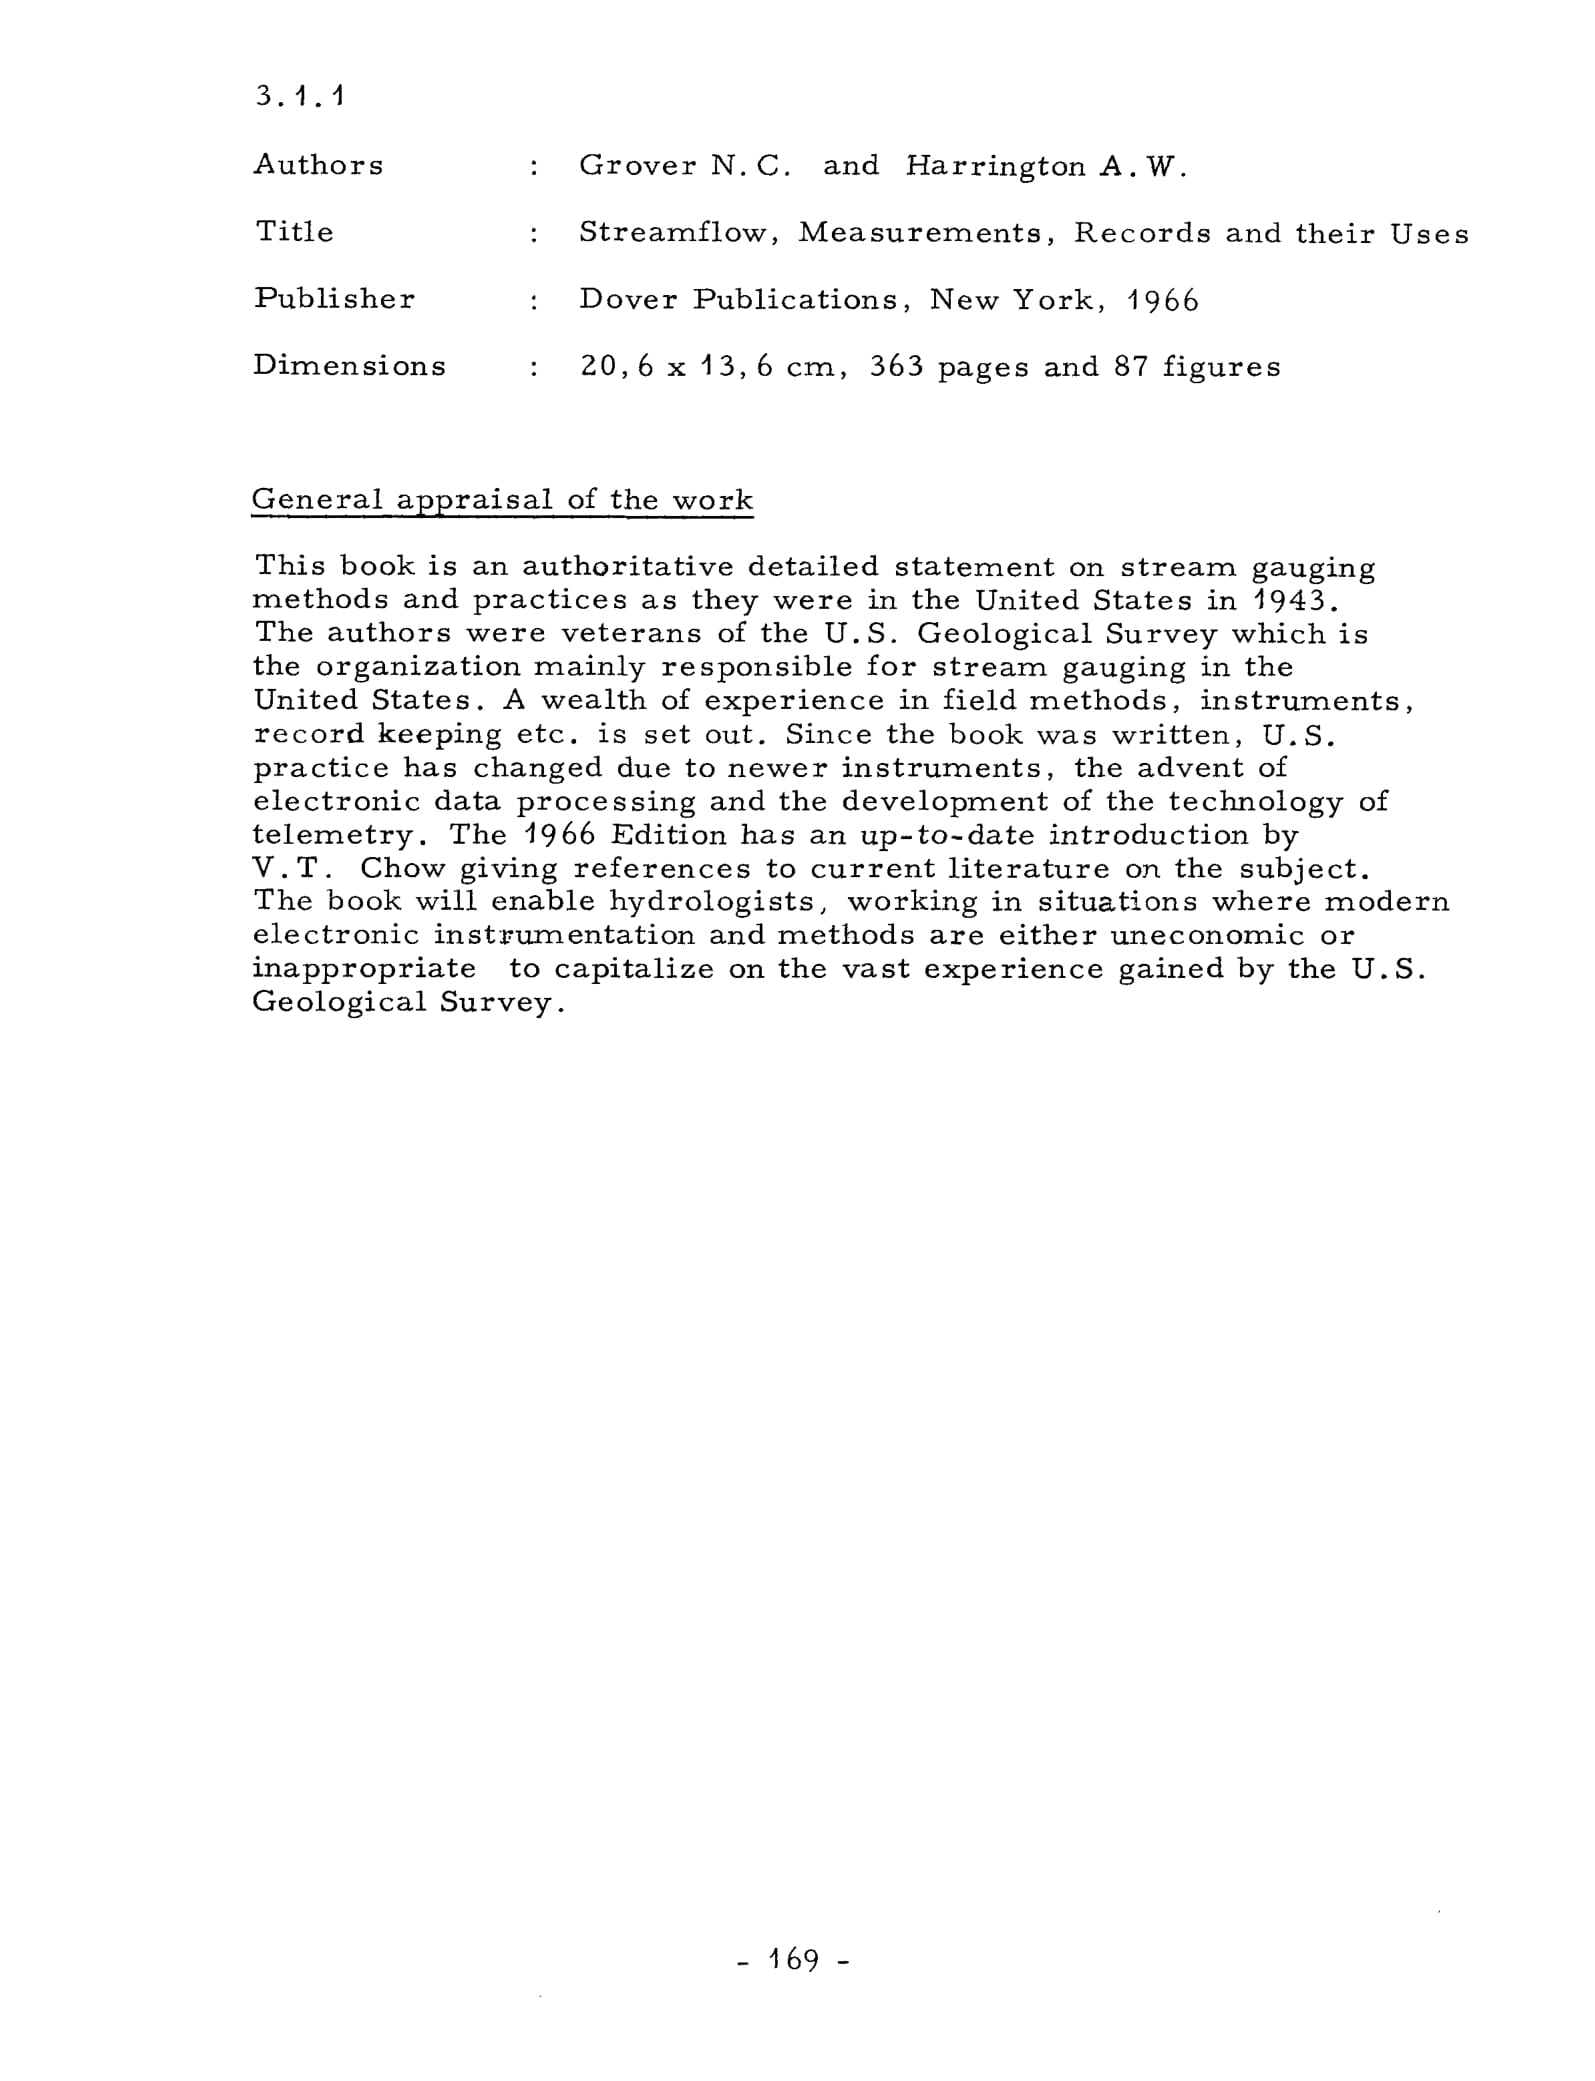 3.1.1
Authors : Grover N.C. and Harrington A.W.
Title : Streamflow, Measurements, Records and their Uses
Publisher : Dover Publications, New York, 1966
Dimensions : 20,6 x 13,6 cm, 363 pages and 87 figures
General appraisal of the work
This book is an authoritative detailed statement on stream gauging
methods and practices as they were in the United States in 1943.
The authors were veterans of the U.S. Geological Survey which is
the organization mainly responsible for stream gauging in the
United States. A wealth of experience in field methods, instruments,
record keeping etc. is set out. Since the book was written, U.S.
practice has changed due to newer instruments, the advent of
electronic data processing and the development of the technology of
telemetry. The 1966 Edition has an up-to-date introduction by
V.T. Chow giving references to current literature on the subject.
The book will enable hydrologists, working in situations where modern
electronic instrumentation and methods are either uneconomic or
inappropriate to capitalize on the vast experience gained by the U.S.
Geological Survey.
- 169 -